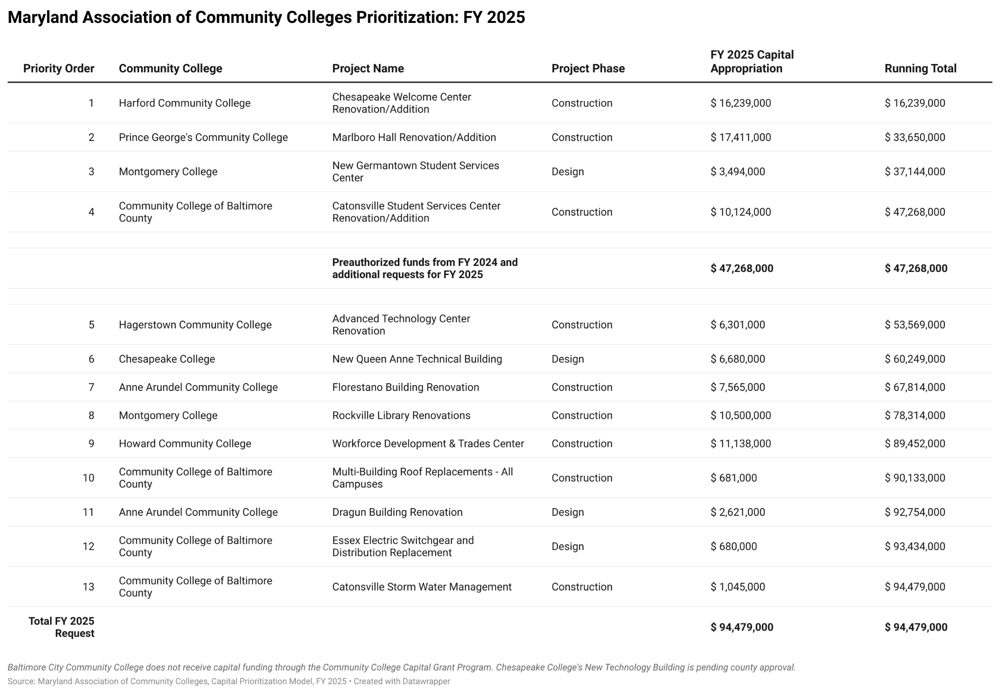 Maryland Association of Community Colleges Prioritization: FY 2025
FY 2025 Capital
Priority Order Community College Project Name Project Phase Appropriation Running Total
Chesapeake Welcome Center
1 Harford Community College Construction $ 16,239,000 $ 16,239,000
Renovation/Addition
2 Prince George's Community College Marlboro Hall Renovation/Addition Construction $ 17,411,000 $ 33,650,000
New Germantown Student Services
3 Montgomery College Design $ 3,494,000 $ 37,144,000
Center
Community College of Baltimore Catonsville Student Services Center
4 Construction $ 10,124,000 $ 47,268,000
County Renovation/Addition
Preauthorized funds from FY 2024 and
$ 47,268,000 $ 47,268,000
additional requests for FY 2025
Advanced Technology Center
5 Hagerstown Community College Construction $ 6,301,000 $ 53,569,000
Renovation
6 Chesapeake College New Queen Anne Technical Building Design $ 6,680,000 $ 60,249,000
7 Anne Arundel Community College Florestano Building Renovation Construction $ 7,565,000 $ 67,814,000
8 Montgomery College Rockville Library Renovations Construction $ 10,500,000 $ 78,314,000
9 Howard Community College Workforce Development & Trades Center Construction $ 11,138,000 $ 89,452,000
Community College of Baltimore Multi-Building Roof Replacements - All
10 Construction $ 681,000 $ 90,133,000
County Campuses
11 Anne Arundel Community College Dragun Building Renovation Design $ 2,621,000 $ 92,754,000
Community College of Baltimore Essex Electric Switchgear and
12 Design $ 680,000 $ 93,434,000
County Distribution Replacement
Community College of Baltimore
13 Catonsville Storm Water Management Construction $ 1,045,000 $ 94,479,000
County
Total FY 2025
$ 94,479,000 $ 94,479,000
Request
Baltimore City Community College does not receive capital funding through the Community College Capital Grant Program. Chesapeake College's New Technology Building is pending county approval.
Source: Maryland Association of Community Colleges, Capital Prioritization Model, FY 2025 • Created with Datawrapper